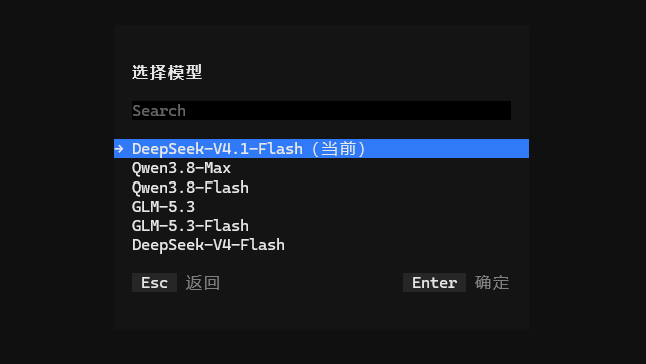 选择模型
Search
→ DeepSeek-V4.1-Flash (当前)
Qwen3.8-Max
Qwen3.8-Flash
GLM-5.3
GLM-5.3-Flash
DeepSeek-V4-Flash
Esc 返回 Enter 确定